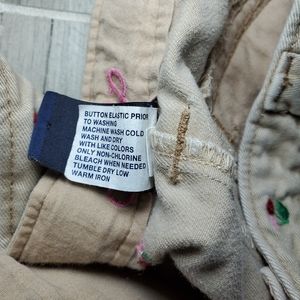 BUTTON ELASTIC PRIOR
TO WASHING
MACHINE WASH COLD
WASH AND DRY
WITH LIKE COLORS
ONLY NON-CHLORINE
BLEACH WHEN NEEDED
TUMBLE DRY LOW
WARM IRON